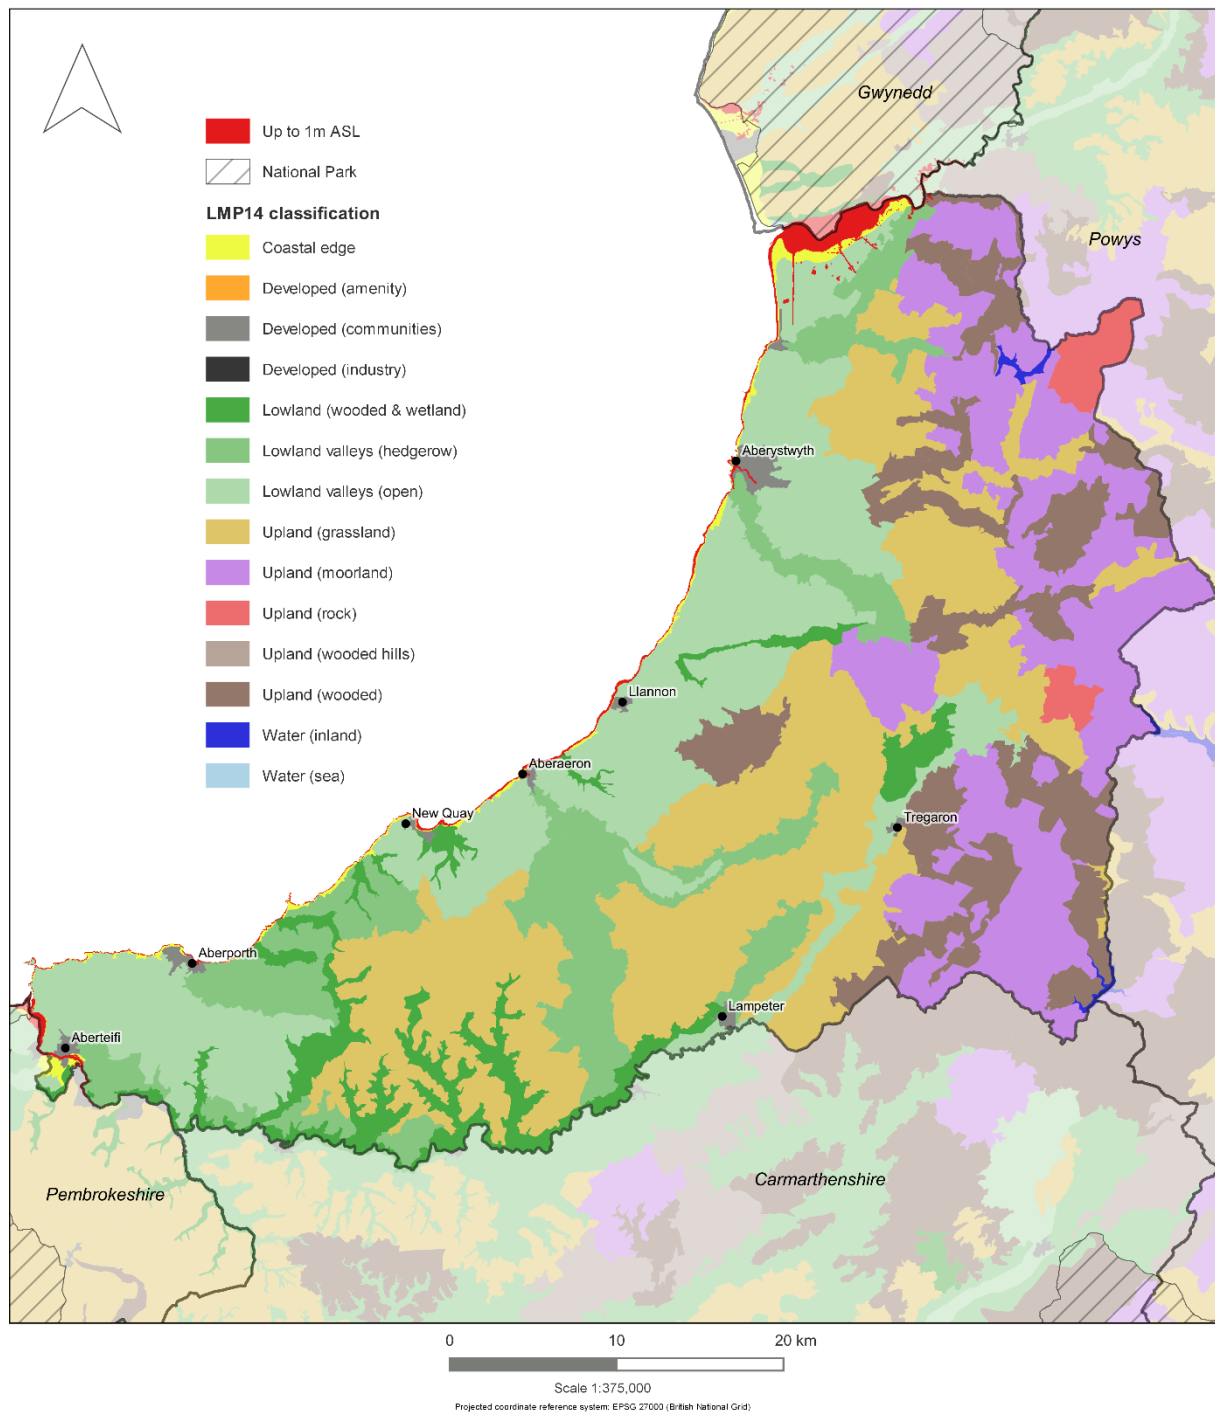 Gwynedd
Up to 1m ASL
National Park
LMP14 classification
Powys
Coastal edge
Developed (amenity)
Developed (communities)
Developed (industry)
Lowland (wooded & wetland)
Lowland valleys (hedgerow)
Aberystwyth
Lowland valleys (open)
Upland (grassland)
Upland (moorland)
Upland (rock)
Upland (wooded hills)
Upland (wooded)
Llannon
Water (inland)
Water (sea)
Aberaeron
New Quay
Tregaron
Aberporth
Lampeter
Aberteifi
Carmarthenshire
Pembrokeshire
0 10 20 km
Scale 1:375,000
Projected coordinate reference system: EPSG 27000 (British National Grid)